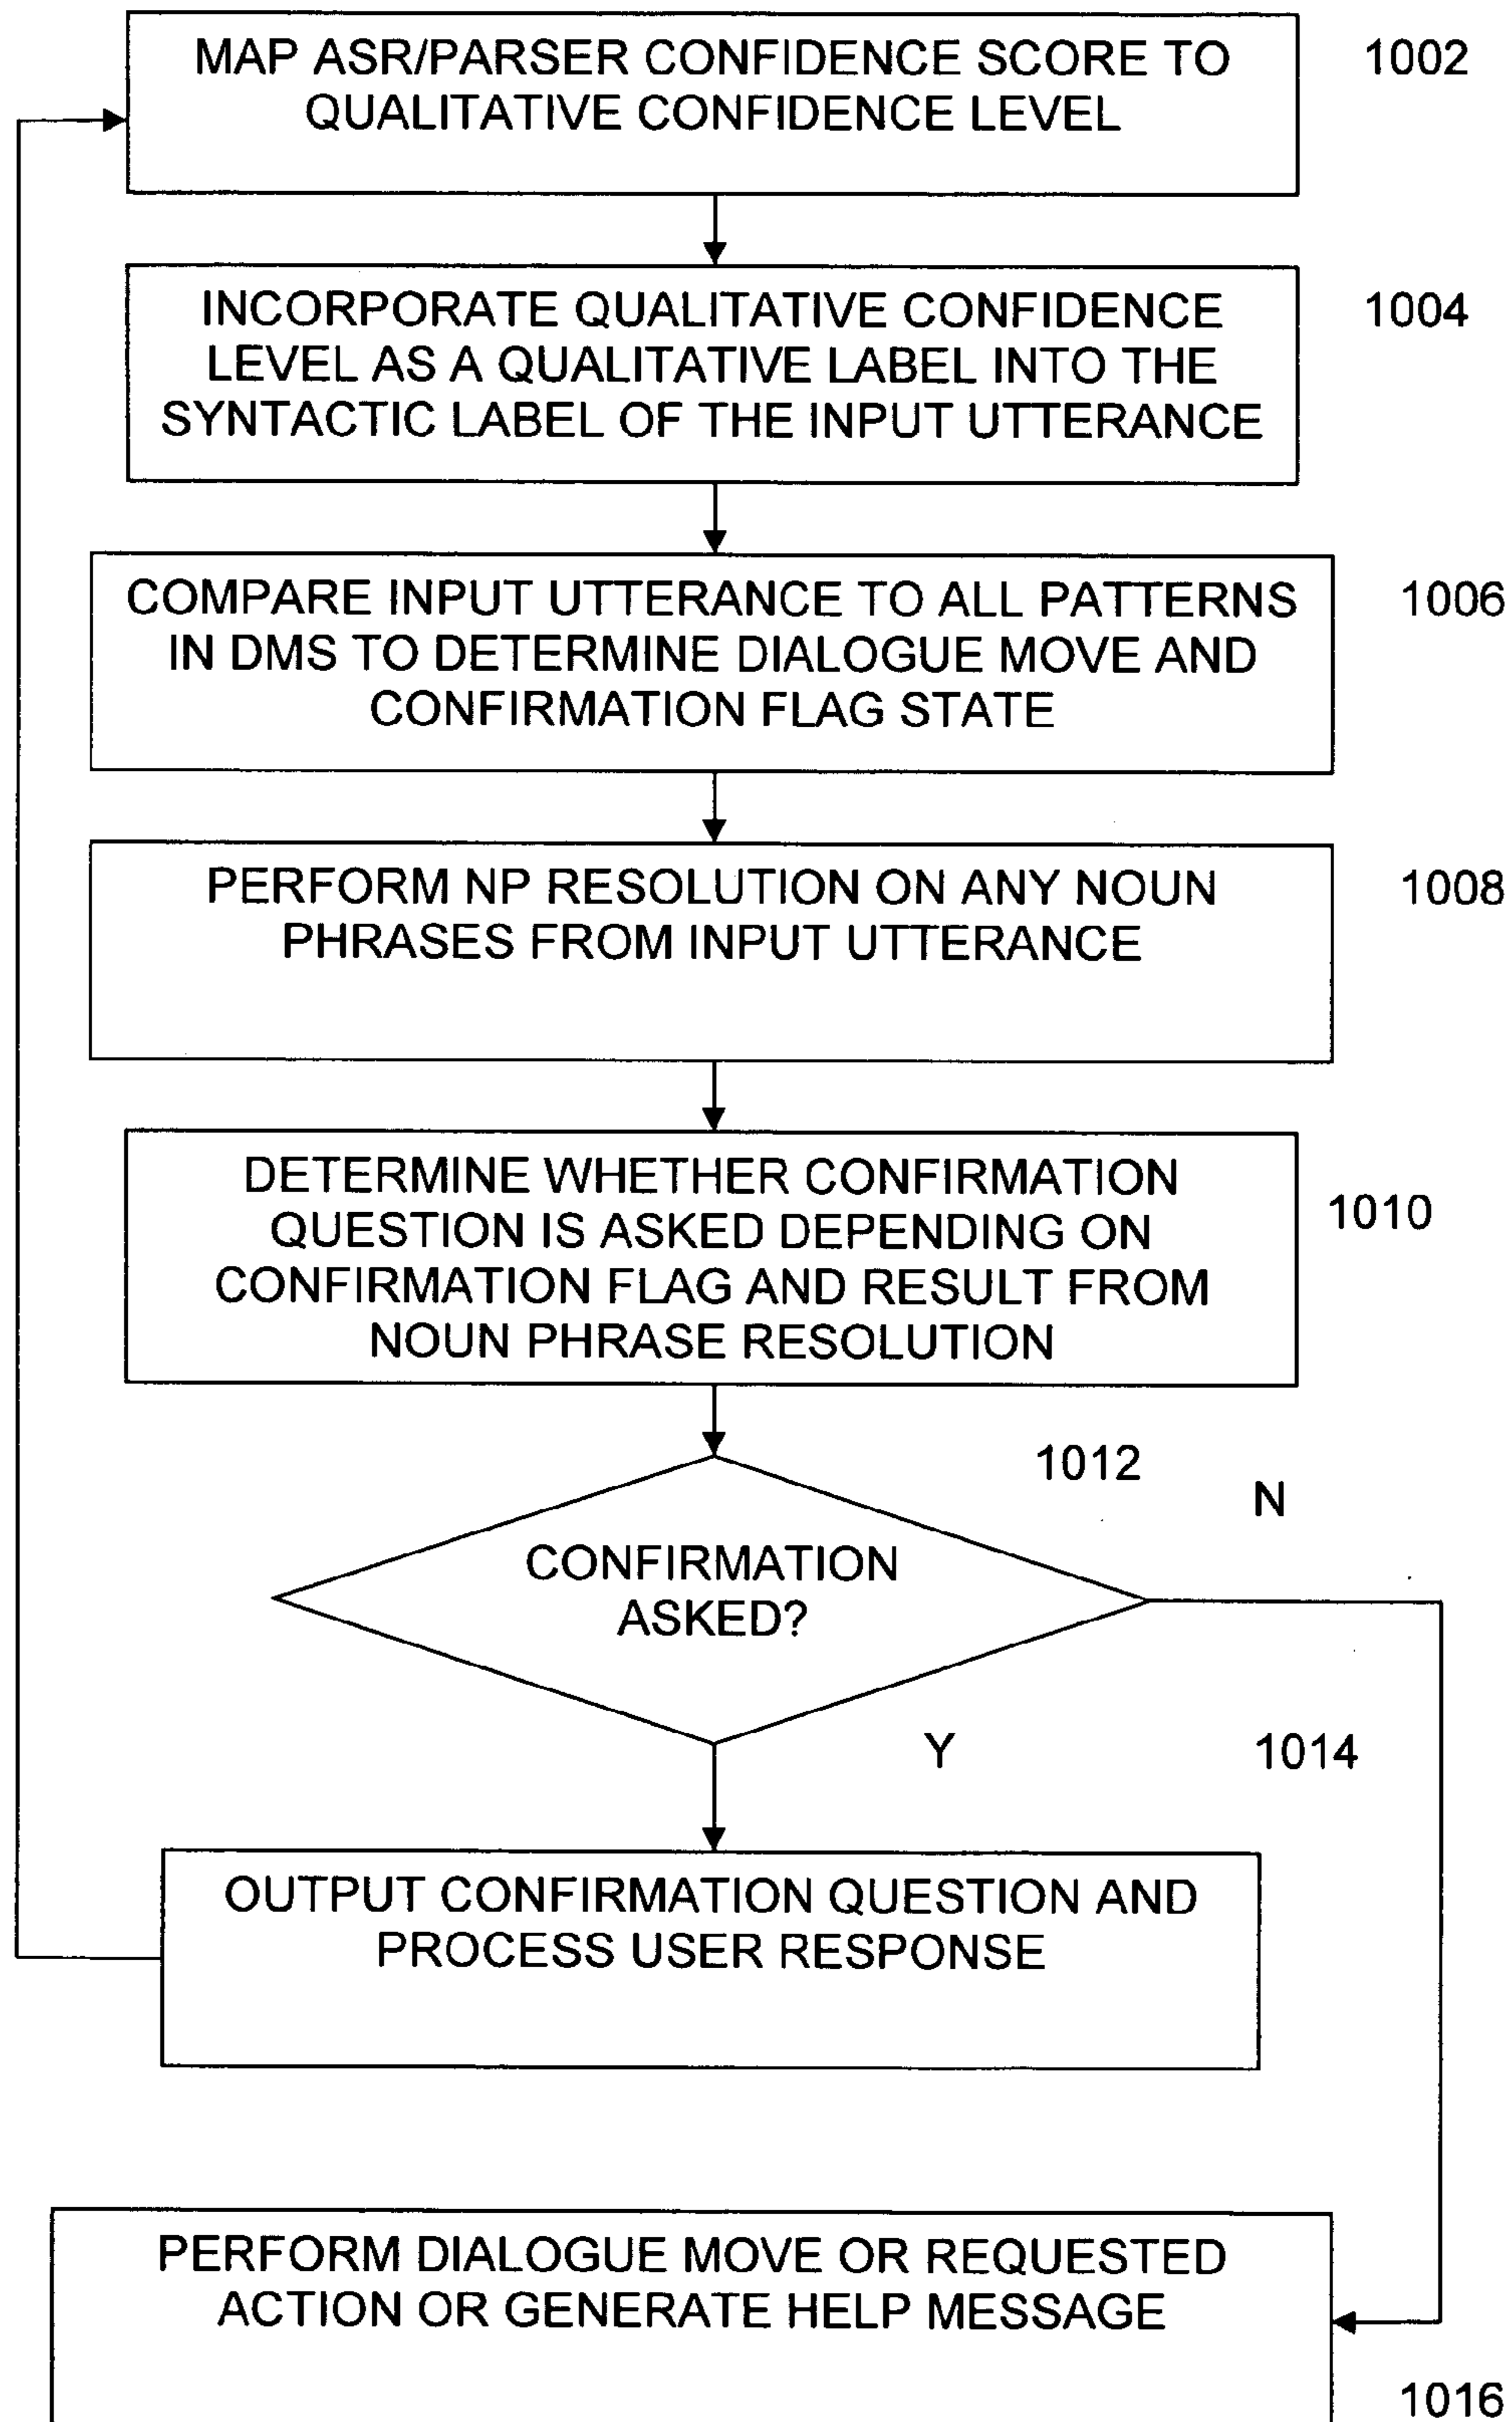 MAP ASR/PARSER CONFIDENCE SCORE TO
QUALITATIVE CONFIDENCE LEVEL
1002
INCORPORATE QUALITATIVE CONFIDENCE
LEVEL AS A QUALITATIVE LABEL INTO THE
SYNTACTIC LABEL OF THE INPUT UTTERANCE
1004
COMPARE INPUT UTTERANCE TO ALL PATTERNS
IN DMS TO DETERMINE DIALOGUE MOVE AND
CONFIRMATION FLAG STATE
1006
PERFORM NP RESOLUTION ON ANY NOUN
PHRASES FROM INPUT UTTERANCE
1008
DETERMINE WHETHER CONFIRMATION
QUESTION IS ASKED DEPENDING ON
CONFIRMATION FLAG AND RESULT FROM
NOUN PHRASE RESOLUTION
1010
1012
N
CONFIRMATION
ASKED?
Y
1014
OUTPUT CONFIRMATION QUESTION AND
PROCESS USER RESPONSE
PERFORM DIALOGUE MOVE OR REQUESTED
ACTION OR GENERATE HELP MESSAGE
1016